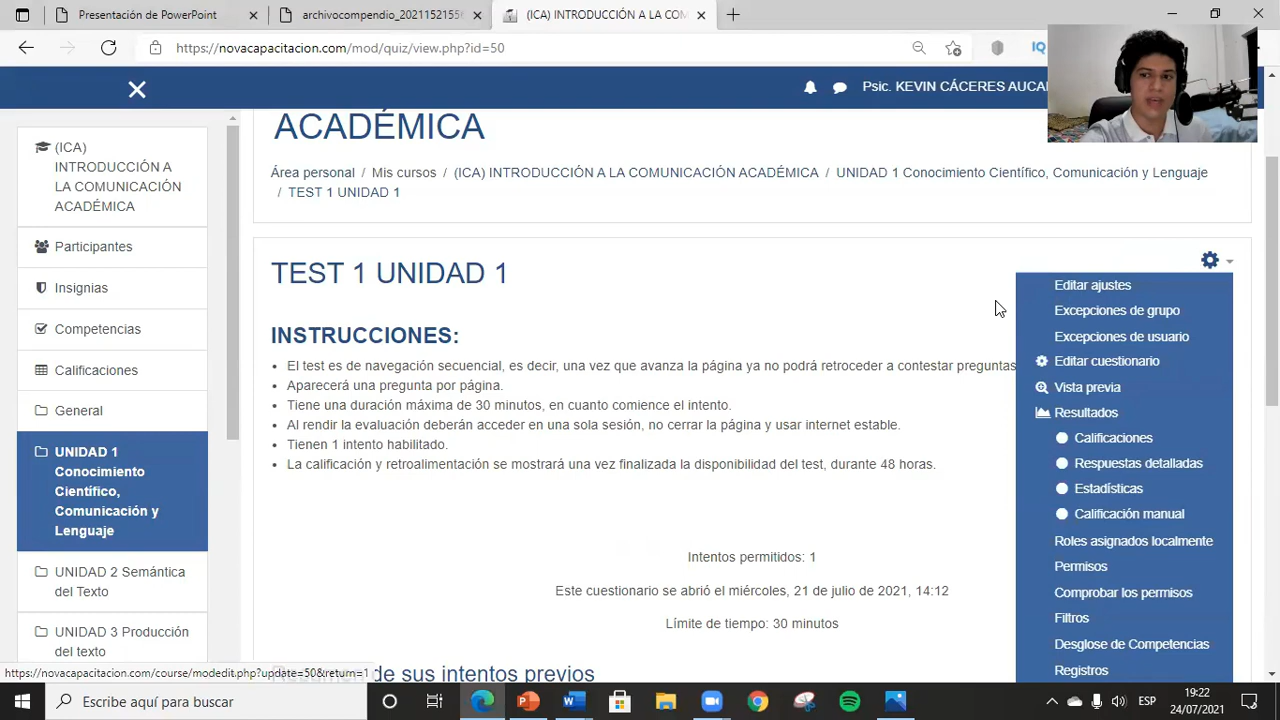 Presentación de PowerPoint
archivocompendio_2021152155
(ICA) INTRODUCCIÓN A LA COM
https://novacapacitacion.com/mod/quiz/view.php?id=50
IQ
Psic. KEVIN CÁCERES AUCA
ACADÉMICA
(ICA)
INTRODUCCIÓN A
LA COMUNICACIÓN
ACADÉMICA
Participantes
Insignias
Competencias
Calificaciones
General
UNIDAD 1
Conocimiento
Científico,
Comunicación y
Lenguaje
UNIDAD 2 Semántica
del Texto
UNIDAD 3 Producción
del texto
Área personal / Mis cursos / (ICA) INTRODUCCIÓN A LA COMUNICACIÓN ACADÉMICA / UNIDAD 1 Conocimiento Científico, Comunicación y Lenguaje
/ TEST 1 UNIDAD 1
TEST 1 UNIDAD 1
INSTRUCCIONES:
• El test es de navegación secuencial, es decir, una vez que avanza la página ya no podrá retroceder a contestar preguntas
• Aparecerá una pregunta por página.
• Tiene una duración máxima de 30 minutos, en cuanto comience el intento.
• Al rendir la evaluación deberán acceder en una sola sesión, no cerrar la página y usar internet estable.
• Tienen 1 intento habilitado.
• La calificación y retroalimentación se mostrará una vez finalizada la disponibilidad del test, durante 48 horas.
Intentos permitidos: 1
Este cuestionario se abrió el miércoles, 21 de julio de 2021, 14:12
Límite de tiempo: 30 minutos
de sus intentos previos
Editar ajustes
Excepciones de grupo
Excepciones de usuario
Editar cuestionario
Vista previa
Resultados
Calificaciones
Respuestas detalladas
Estadísticas
Calificación manual
Roles asignados localmente
Permisos
Comprobar los permisos
Filtros
Desglose de Competencias
Registros
https://novacapacitacion.com/course/modedit.php?update=50&return=1
Escribe aquí para buscar
ESP
19:22
24/07/2021